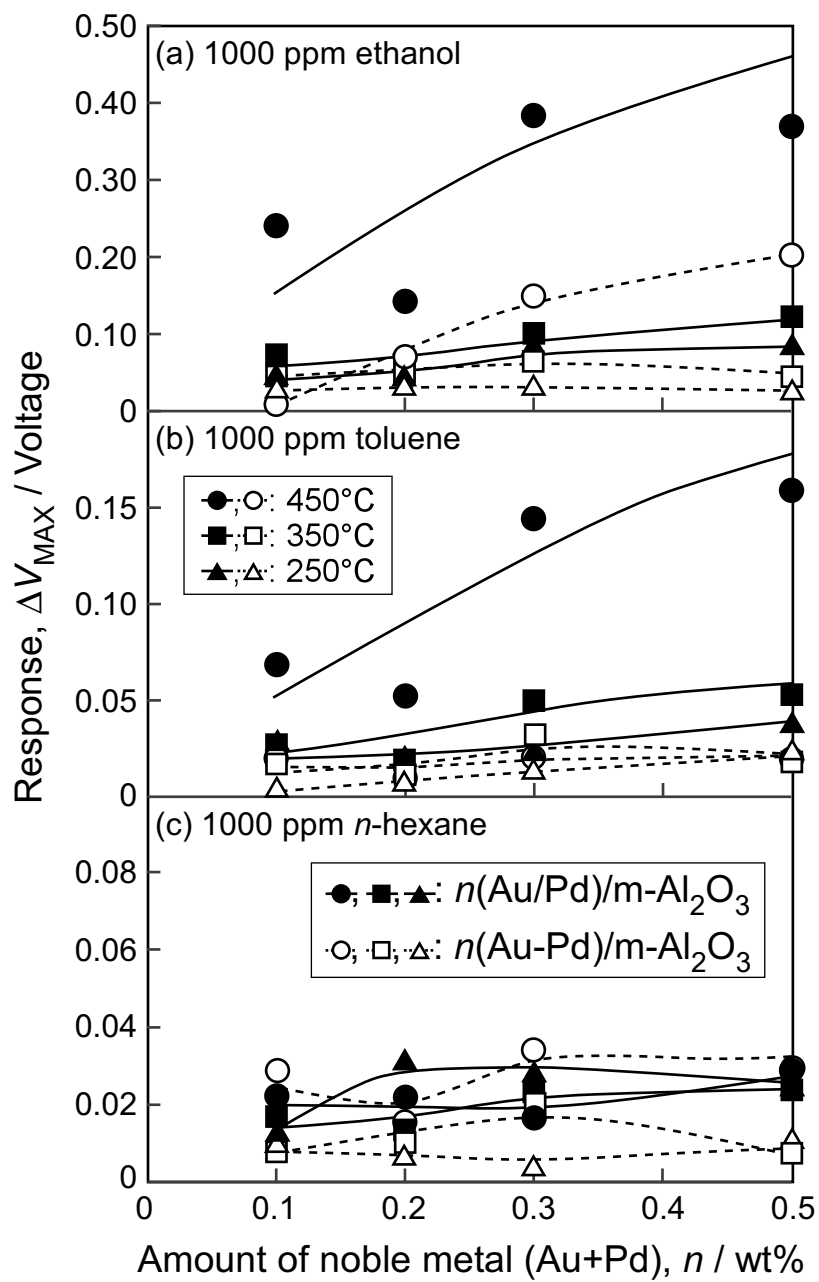 0.50
(a) 1000 ppm ethanol
0.40
0.30
0.20
0.10
0
(b) 1000 ppm toluene
: 450°C
: 350°C
: 250°C
0.15
0.10
0.05
0
(c) 1000 ppm n-hexane
: n(Au/Pd)/m-Al₂O₃
: n(Au-Pd)/m-Al₂O₃
0.08
0.06
0.04
0.02
0
0 0.1 0.2 0.3 0.4 0.5
Response, ΔV_MAX / Voltage
Amount of noble metal (Au+Pd), n / wt%